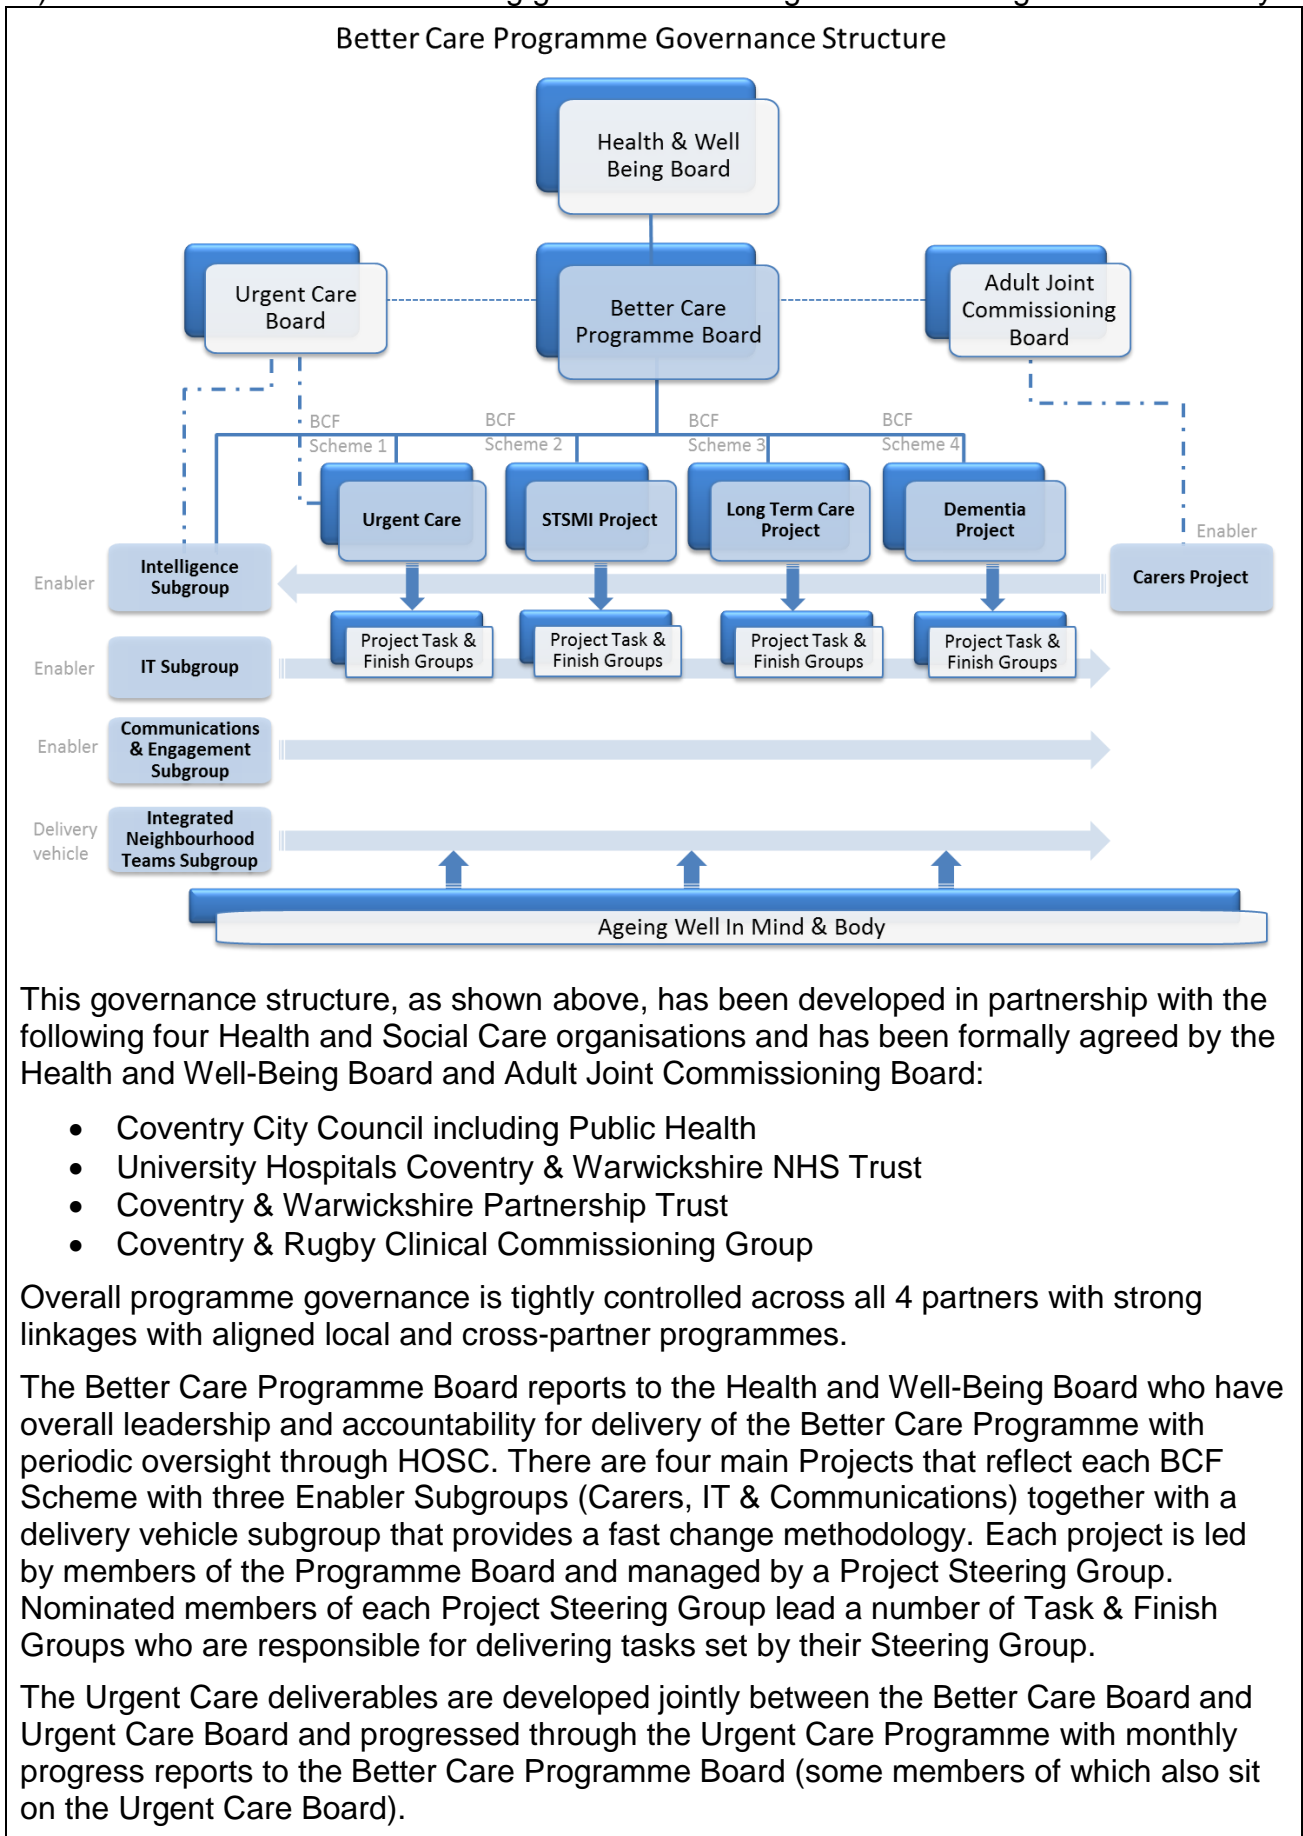 Better Care Programme Governance Structure
Health & Well
Being Board
Urgent Care
Board
Better Care
Programme Board
Adult Joint
Commissioning
Board
BCF
Scheme 1
BCF
Scheme 2
BCF
Scheme 3
BCF
Scheme 4
Urgent Care
STSMI Project
Long Term Care
Project
Dementia
Project
Enabler
Intelligence
Subgroup
Enabler
Carers Project
Project Task &
Finish Groups
Project Task &
Finish Groups
Project Task &
Finish Groups
Project Task &
Finish Groups
Enabler
IT Subgroup
Enabler
Communications
& Engagement
Subgroup
Delivery
vehicle
Integrated
Neighbourhood
Teams Subgroup
Ageing Well In Mind & Body
This governance structure, as shown above, has been developed in partnership with the
following four Health and Social Care organisations and has been formally agreed by the
Health and Well-Being Board and Adult Joint Commissioning Board:
• Coventry City Council including Public Health
• University Hospitals Coventry & Warwickshire NHS Trust
• Coventry & Warwickshire Partnership Trust
• Coventry & Rugby Clinical Commissioning Group
Overall programme governance is tightly controlled across all 4 partners with strong
linkages with aligned local and cross-partner programmes.
The Better Care Programme Board reports to the Health and Well-Being Board who have
overall leadership and accountability for delivery of the Better Care Programme with
periodic oversight through HOSC. There are four main Projects that reflect each BCF
Scheme with three Enabler Subgroups (Carers, IT & Communications) together with a
delivery vehicle subgroup that provides a fast change methodology. Each project is led
by members of the Programme Board and managed by a Project Steering Group.
Nominated members of each Project Steering Group lead a number of Task & Finish
Groups who are responsible for delivering tasks set by their Steering Group.
The Urgent Care deliverables are developed jointly between the Better Care Board and
Urgent Care Board and progressed through the Urgent Care Programme with monthly
progress reports to the Better Care Programme Board (some members of which also sit
on the Urgent Care Board).